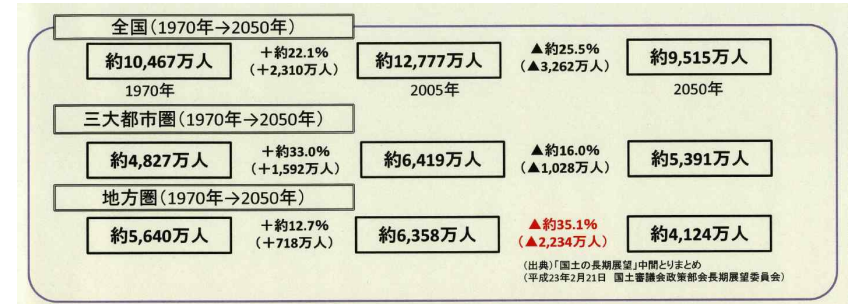 全国(1970年→2050年)
約10,467万人
+約22.1%
(+2,310万人)
約12,777万人
▲約25.5%
(▲3,262万人)
約9,515万人
1970年
2005年
2050年
三大都市圏(1970年→2050年)
約4,827万人
+約33.0%
(+1,592万人)
約6,419万人
▲約16.0%
(▲1,028万人)
約5,391万人
地方圏(1970年→2050年)
約5,640万人
+約12.7%
(+718万人)
約6,358万人
▲約35.1%
(▲2,234万人)
約4,124万人
(出典)「国土の長期展望」中間とりまとめ
(平成23年2月21日 国土審議会政策部会長期展望委員会)